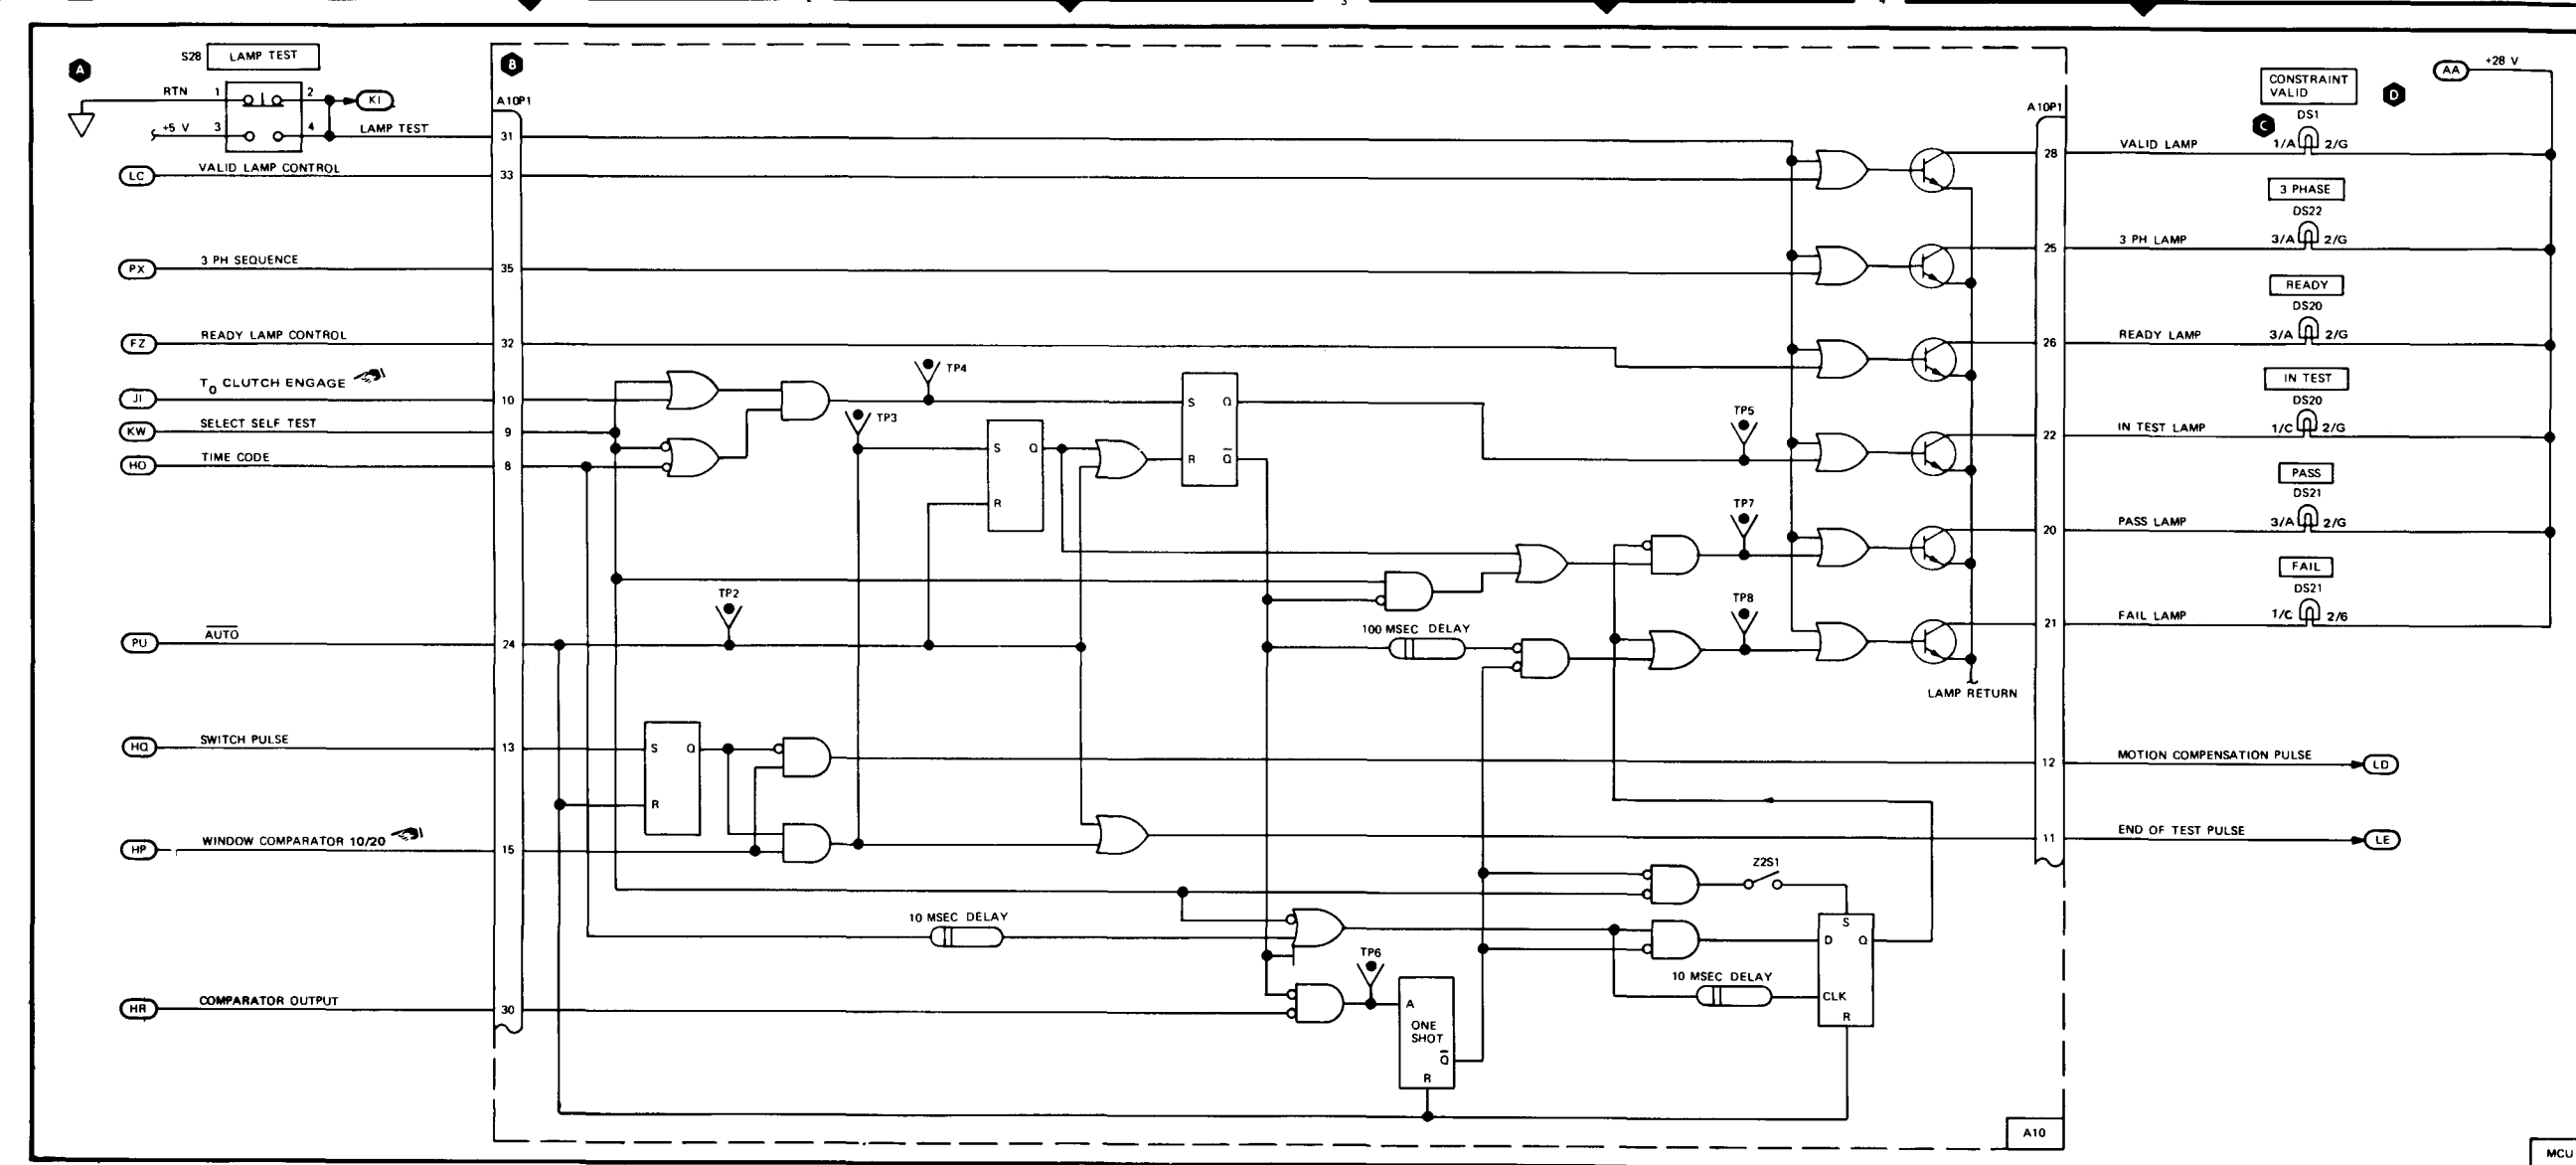 3
4
A
S28
LAMP TEST
B
RTN
1
2
KI
+5 V
3
4
LAMP TEST
A10P1
31
LC
VALID LAMP CONTROL
33
PX
3 PH SEQUENCE
35
FZ
READY LAMP CONTROL
32
JI
T0 CLUTCH ENGAGE
10
KW
SELECT SELF TEST
9
HO
TIME CODE
8
PU
AUTO
24
HQ
SWITCH PULSE
13
HP
WINDOW COMPARATOR 10/20
15
HR
COMPARATOR OUTPUT
30
TP4
TP3
S
Q
R
Q
S
Q
R
TP2
TP5
TP7
TP8
100 MSEC DELAY
LAMP RETURN
S
Q
R
10 MSEC DELAY
TP6
A
ONE
SHOT
Q
R
Z2S1
S
D
Q
CLK
R
10 MSEC DELAY
A10
A10P1
28
VALID LAMP
25
3 PH LAMP
26
READY LAMP
22
IN TEST LAMP
20
PASS LAMP
21
FAIL LAMP
12
MOTION COMPENSATION PULSE
LD
11
END OF TEST PULSE
LE
CONSTRAINT
VALID
C
D
DS1
1/A
2/G
3 PHASE
DS22
3/A
2/G
READY
DS20
3/A
2/G
IN TEST
DS20
1/C
2/G
PASS
DS21
3/A
2/G
FAIL
DS21
1/C
2/6
AA
+28 V
MCU